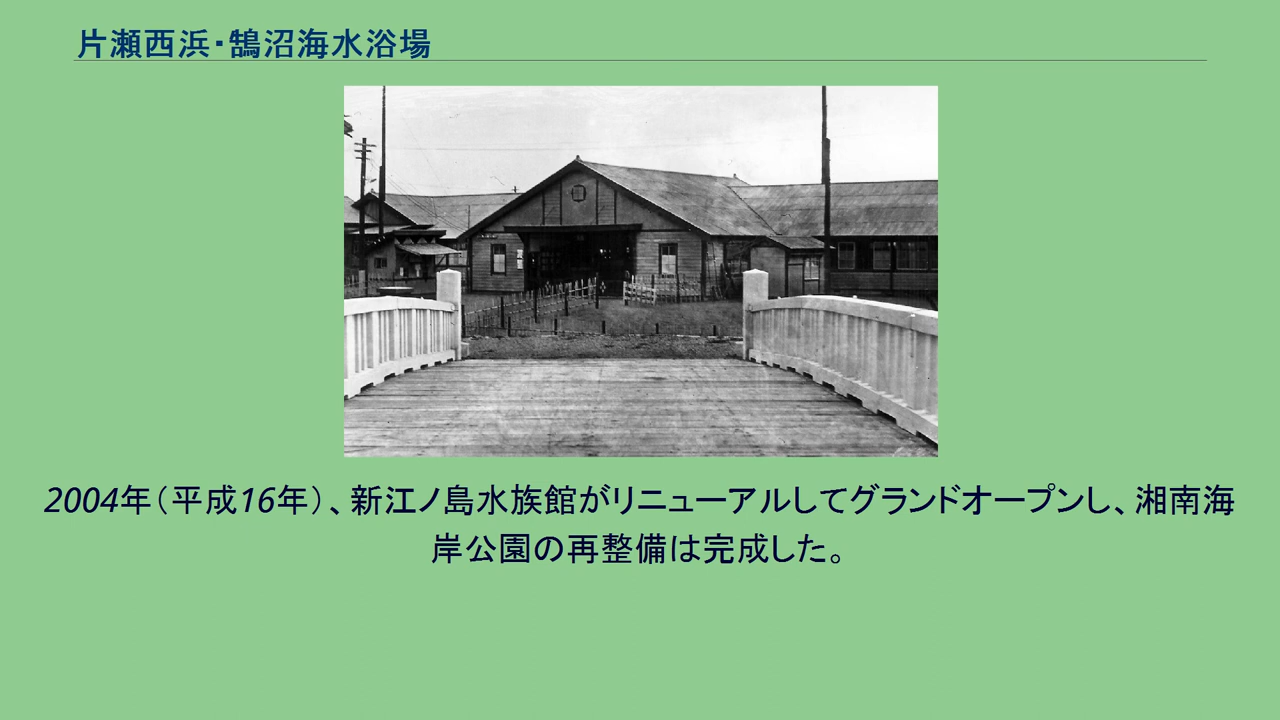 片瀬西浜・鵠沼海水浴場
2004年（平成16年）、新江ノ島水族館がリニューアルしてグランドオープンし、湘南海
岸公園の再整備は完成した。